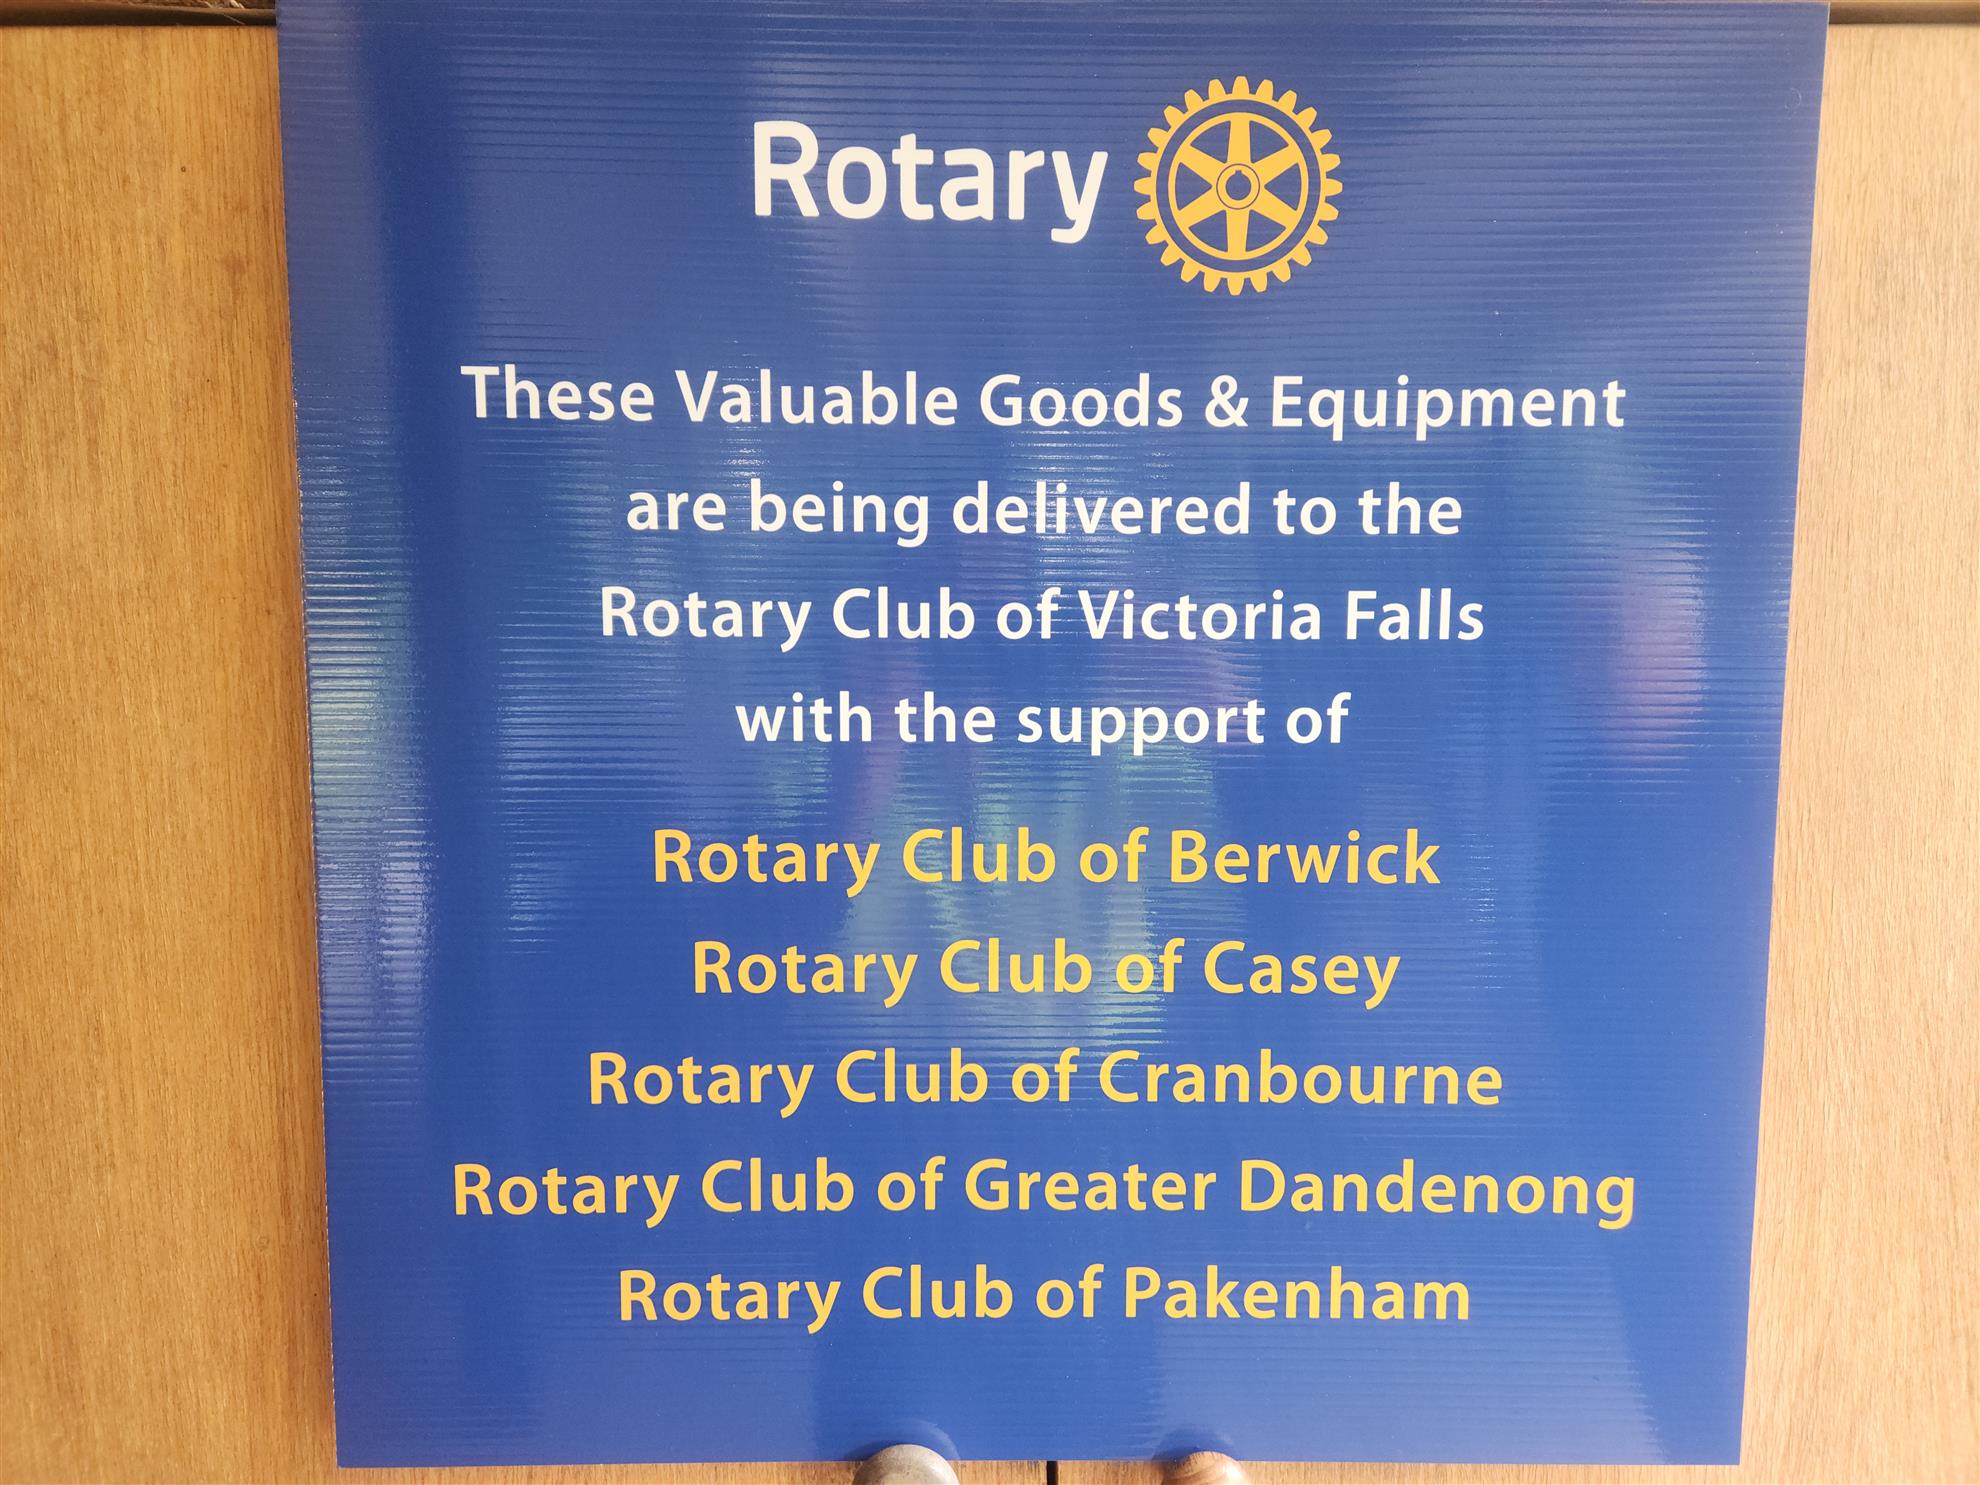 Rotary
These Valuable Goods & Equipment
are being delivered to the
Rotary Club of Victoria Falls
with the support of
Rotary Club of Berwick
Rotary Club of Casey
Rotary Club of Cranbourne
Rotary Club of Greater Dandenong
Rotary Club of Pakenham